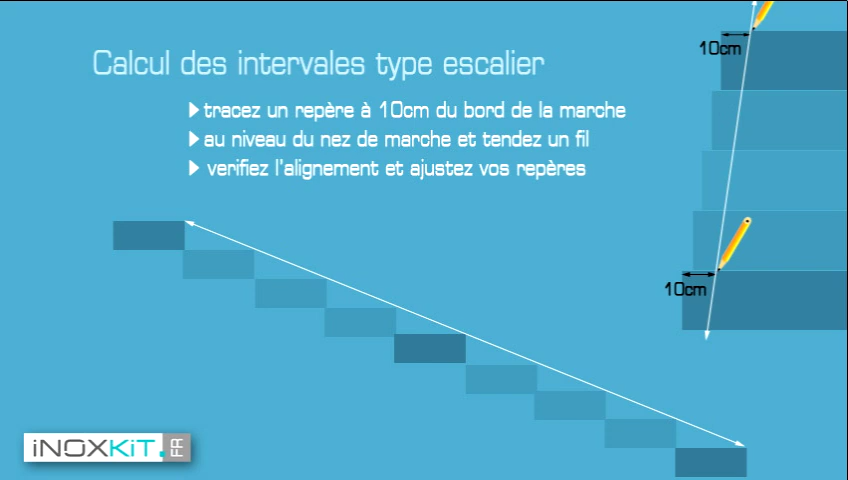 Calcul des intervales type escalier
tracez un repère à 10cm du bord de la marche
au niveau du nez de marche et tendez un fil
verifiez l'alignement et ajustez vos repères
10cm
10cm
iNOXKiT.FR